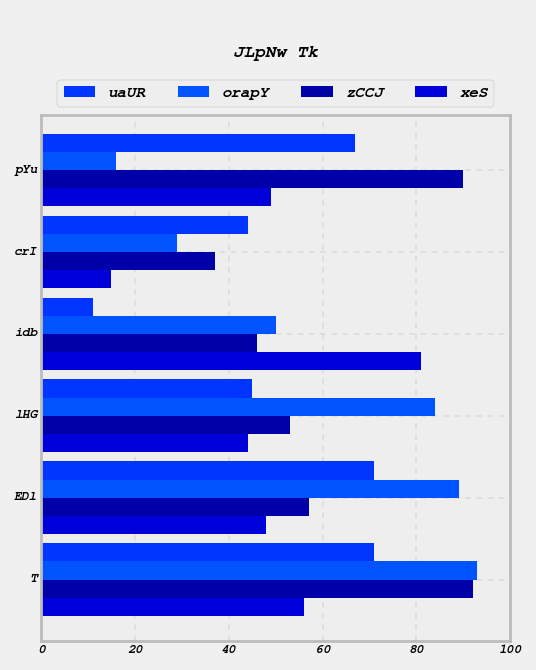 JLpNw Tk
uaUR orapY zCCJ xeS
pYu
crI
idb
lHG
EDl
T
0 20 40 60 80 100